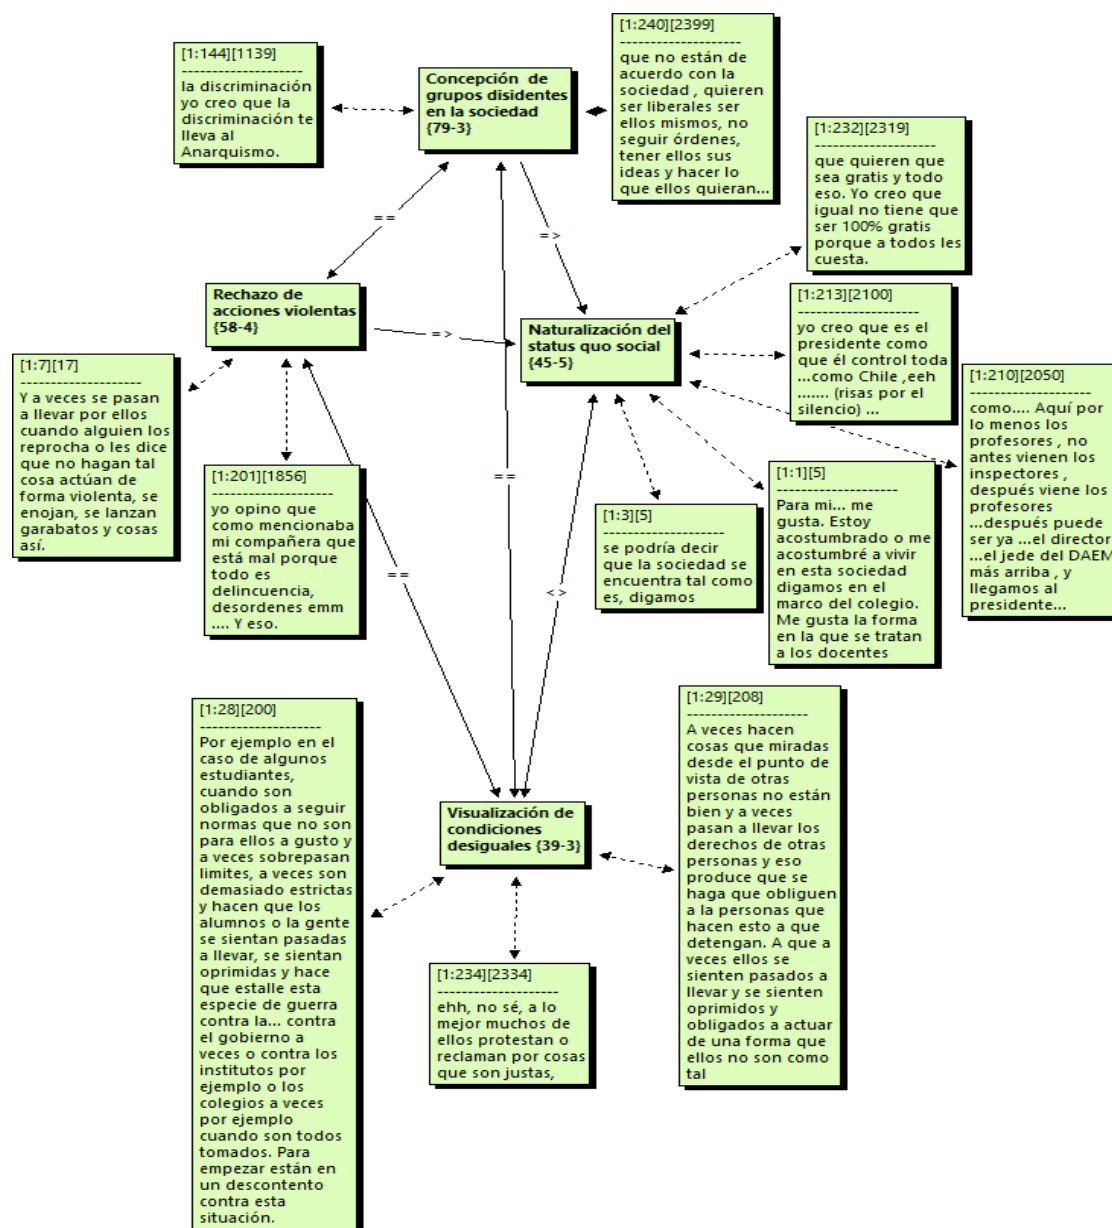 [1:144][1139]
--------------------
la discriminación
yo creo que la
discriminación te
lleva al
Anarquismo.
Concepción de
grupos disidentes
en la sociedad
{79-3}
[1:240][2399]
--------------------
que no están de
acuerdo con la
sociedad , quieren
ser liberales ser
ellos mismos, no
seguir órdenes,
tener ellos sus
ideas y hacer lo
que ellos quieran...
[1:232][2319]
--------------------
que quieren que
sea gratis y todo
eso. Yo creo que
igual no tiene que
ser 100% gratis
porque a todos les
cuesta.
==
=>
Rechazo de
acciones violentas
{58-4}
=>
Naturalización del
status quo social
{45-5}
[1:213][2100]
--------------------
yo creo que es el
presidente como
que él control toda
...como Chile ,eeh
....... (risas por el
silencio) ...
[1:7][17]
--------------------
Y a veces se pasan
a llevar por ellos
cuando alguien los
reprocha o les dice
que no hagan tal
cosa actúan de
forma violenta, se
enojan, se lanzan
garabatos y cosas
así.
[1:210][2050]
--------------------
como.... Aquí por
lo menos los
profesores , no
antes vienen los
inspectores ,
después viene los
profesores
...después puede
ser ya ...el director
...el jede del DAEM
más arriba , y
llegamos al
presidente...
[1:201][1856]
--------------------
yo opino que
como mencionaba
mi compañera que
está mal porque
todo es
delincuencia,
desordenes emm
.... Y eso.
==
==
<>
[1:3][5]
--------------------
se podría decir
que la sociedad se
encuentra tal como
es, digamos
[1:1][5]
--------------------
Para mi... me
gusta. Estoy
acostumbrado o me
acostumbré a vivir
en esta sociedad
digamos en el
marco del colegio.
Me gusta la forma
en la que se tratan
a los docentes
[1:28][200]
--------------------
Por ejemplo en el
caso de algunos
estudiantes,
cuando son
obligados a seguir
normas que no son
para ellos a gusto y
a veces sobrepasan
limites, a veces son
demasiado estrictas
y hacen que los
alumnos o la gente
se sientan pasadas
a llevar, se sientan
oprimidas y hace
que estalle esta
especie de guerra
contra la... contra
el gobierno a
veces o contra los
institutos por
ejemplo o los
colegios a veces
por ejemplo
cuando son todos
tomados. Para
empezar están en
un descontento
contra esta
situación.
Visualización de
condiciones
desiguales {39-3}
[1:29][208]
--------------------
A veces hacen
cosas que miradas
desde el punto de
vista de otras
personas no están
bien y a veces
pasan a llevar los
derechos de otras
personas y eso
produce que se
haga que obliguen
a la personas que
hacen esto a que
detengan. A que a
veces ellos se
sienten pasados a
llevar y se sienten
oprimidos y
obligados a actuar
de una forma que
ellos no son como
tal
[1:234][2334]
--------------------
ehh, no sé, a lo
mejor muchos de
ellos protestan o
reclaman por cosas
que son justas,